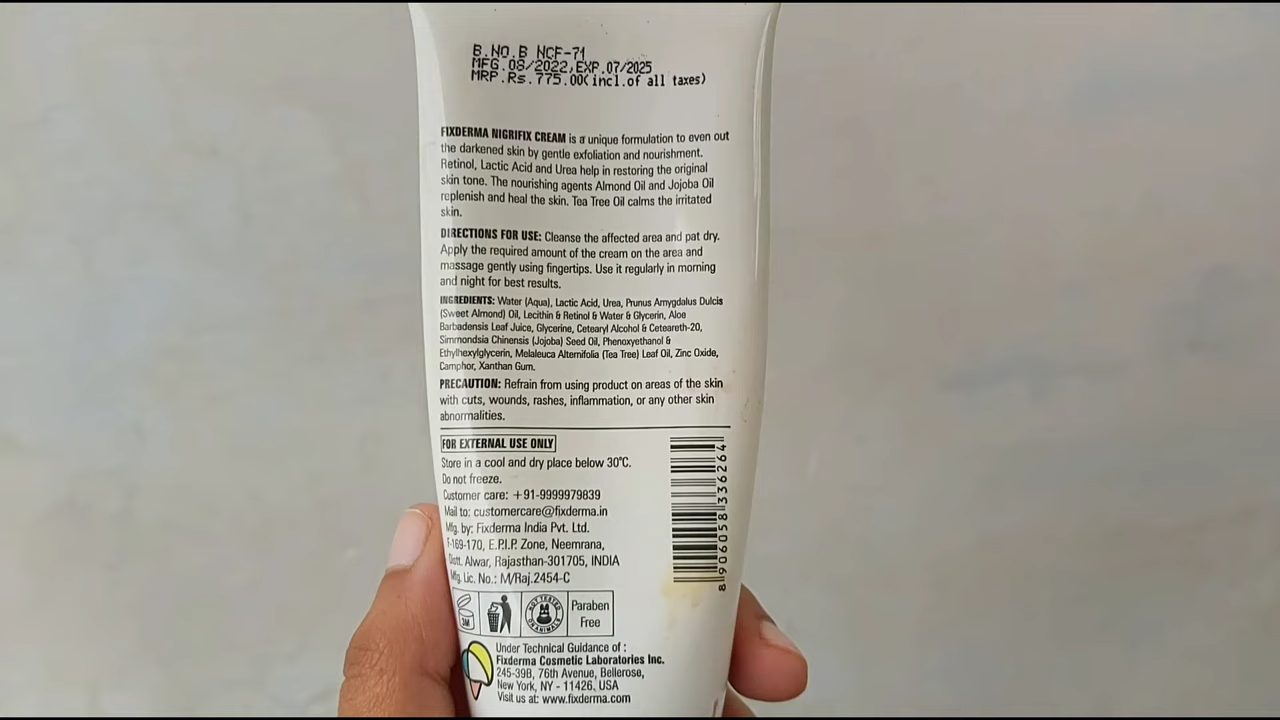 B.NO.B NCF-71
MFG.08/2022,EXP.07/2025
MRP.Rs.775.00(incl.of all taxes)
FIXDERMA NIGRIFIX CREAM is a unique formulation to even out
the darkened skin by gentle exfoliation and nourishment.
Retinol, Lactic Acid and Urea help in restoring the original
skin tone. The nourishing agents Almond Oil and Jojoba Oil
replenish and heal the skin. Tea Tree Oil calms the irritated
skin.
DIRECTIONS FOR USE: Cleanse the affected area and pat dry.
Apply the required amount of the cream on the area and
massage gently using fingertips. Use it regularly in morning
and night for best results.
INGREDIENTS: Water (Aqua), Lactic Acid, Urea, Prunus Amygdalus Dulcis
(Sweet Almond) Oil, Lecithin & Retinol & Water & Glycerin, Aloe
Barbadensis Leaf Juice, Glycerine, Cetearyl Alcohol & Ceteareth-20,
Simmondsia Chinensis (Jojoba) Seed Oil, Phenoxyethanol &
Ethylhexylglycerin, Melaleuca Alternifolia (Tea Tree) Leaf Oil, Zinc Oxide,
Camphor, Xanthan Gum.
PRECAUTION: Refrain from using product on areas of the skin
with cuts, wounds, rashes, inflammation, or any other skin
abnormalities.
FOR EXTERNAL USE ONLY
Store in a cool and dry place below 30°C.
Do not freeze.
Customer care: +91-9999979839
Mail to: customercare@fixderma.in
Mfg. by: Fixderma India Pvt. Ltd.
F-169-170, E.P.I.P. Zone, Neemrana,
Distt. Alwar, Rajasthan-301705, INDIA
Mfg. Lic. No.: M/Raj.2454-C
8906058336264
3M
NOT TESTED
ON ANIMALS
Paraben
Free
Under Technical Guidance of :
Fixderma Cosmetic Laboratories Inc.
245-39B, 76th Avenue, Bellerose,
New York, NY - 11426, USA
Visit us at: www.fixderma.com